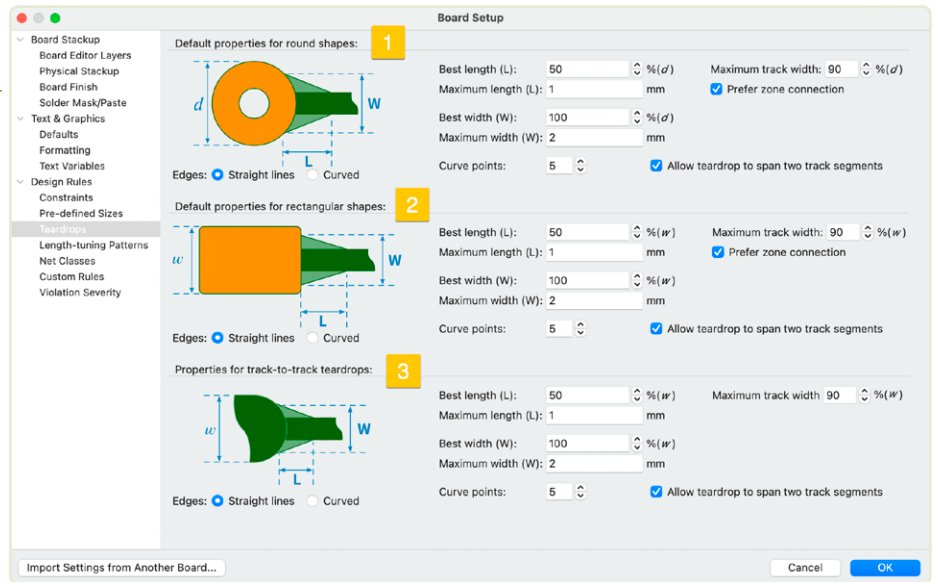 Board Setup
Board Stackup
Board Editor Layers
Physical Stackup
Board Finish
Solder Mask/Paste
Text & Graphics
Defaults
Formatting
Text Variables
Design Rules
Constraints
Pre-defined Sizes
Teardrops
Length-tuning Patterns
Net Classes
Custom Rules
Violation Severity
Default properties for round shapes: 1
d W L
Edges: Straight lines Curved
Best length (L): 50 %(d) Maximum track width: 90 %(d)
Maximum length (L): 1 mm Prefer zone connection
Best width (W): 100 %(d)
Maximum width (W): 2 mm
Curve points: 5 Allow teardrop to span two track segments
Default properties for rectangular shapes: 2
w W L
Edges: Straight lines Curved
Best length (L): 50 %(w) Maximum track width: 90 %(w)
Maximum length (L): 1 mm Prefer zone connection
Best width (W): 100 %(w)
Maximum width (W): 2 mm
Curve points: 5 Allow teardrop to span two track segments
Properties for track-to-track teardrops: 3
w W L
Edges: Straight lines Curved
Best length (L): 50 %(w) Maximum track width 90 %(w)
Maximum length (L): 1 mm
Best width (W): 100 %(w)
Maximum width (W): 2 mm
Curve points: 5 Allow teardrop to span two track segments
Import Settings from Another Board... Cancel OK